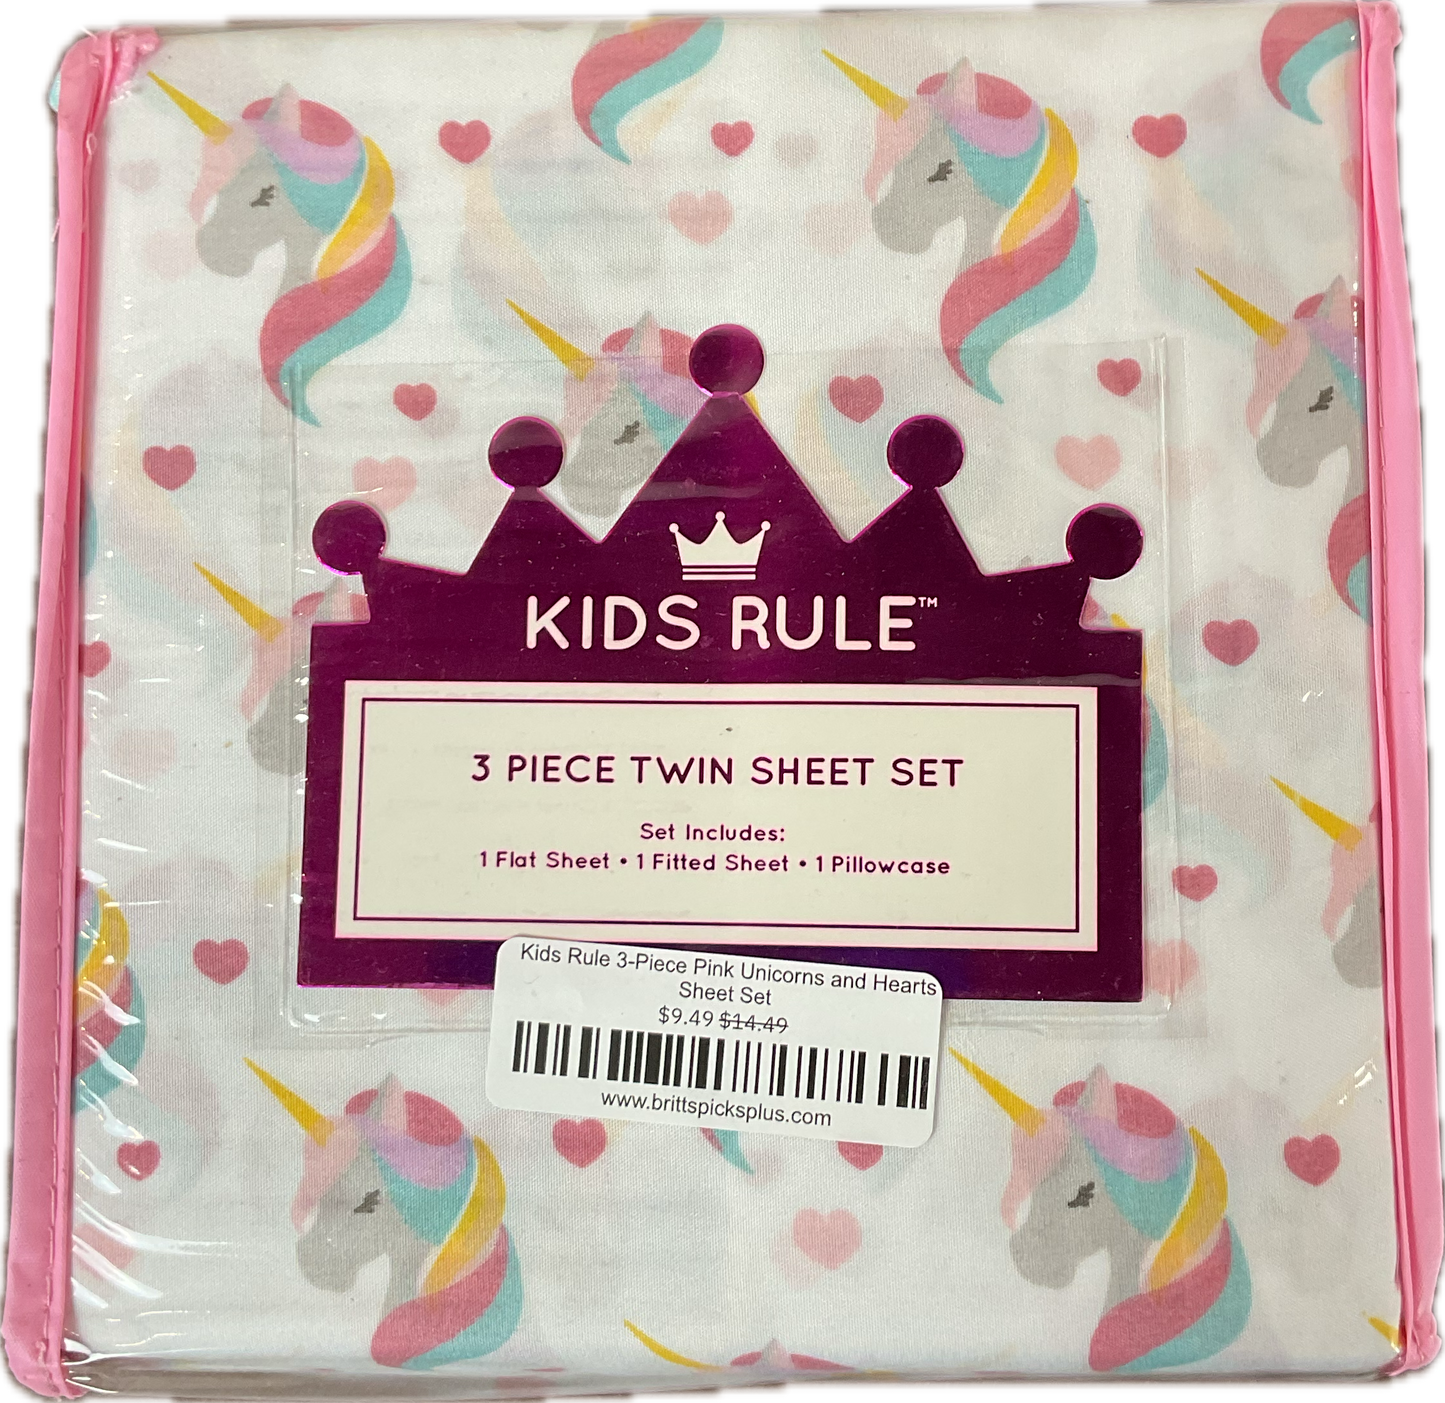 KIDS RULE™
3 PIECE TWIN SHEET SET
Set Includes:
1 Flat Sheet • 1 Fitted Sheet • 1 Pillowcase
Kids Rule 3-Piece Pink Unicorns and Hearts
Sheet Set
$9.49 $14.49
www.brittspicksplus.com